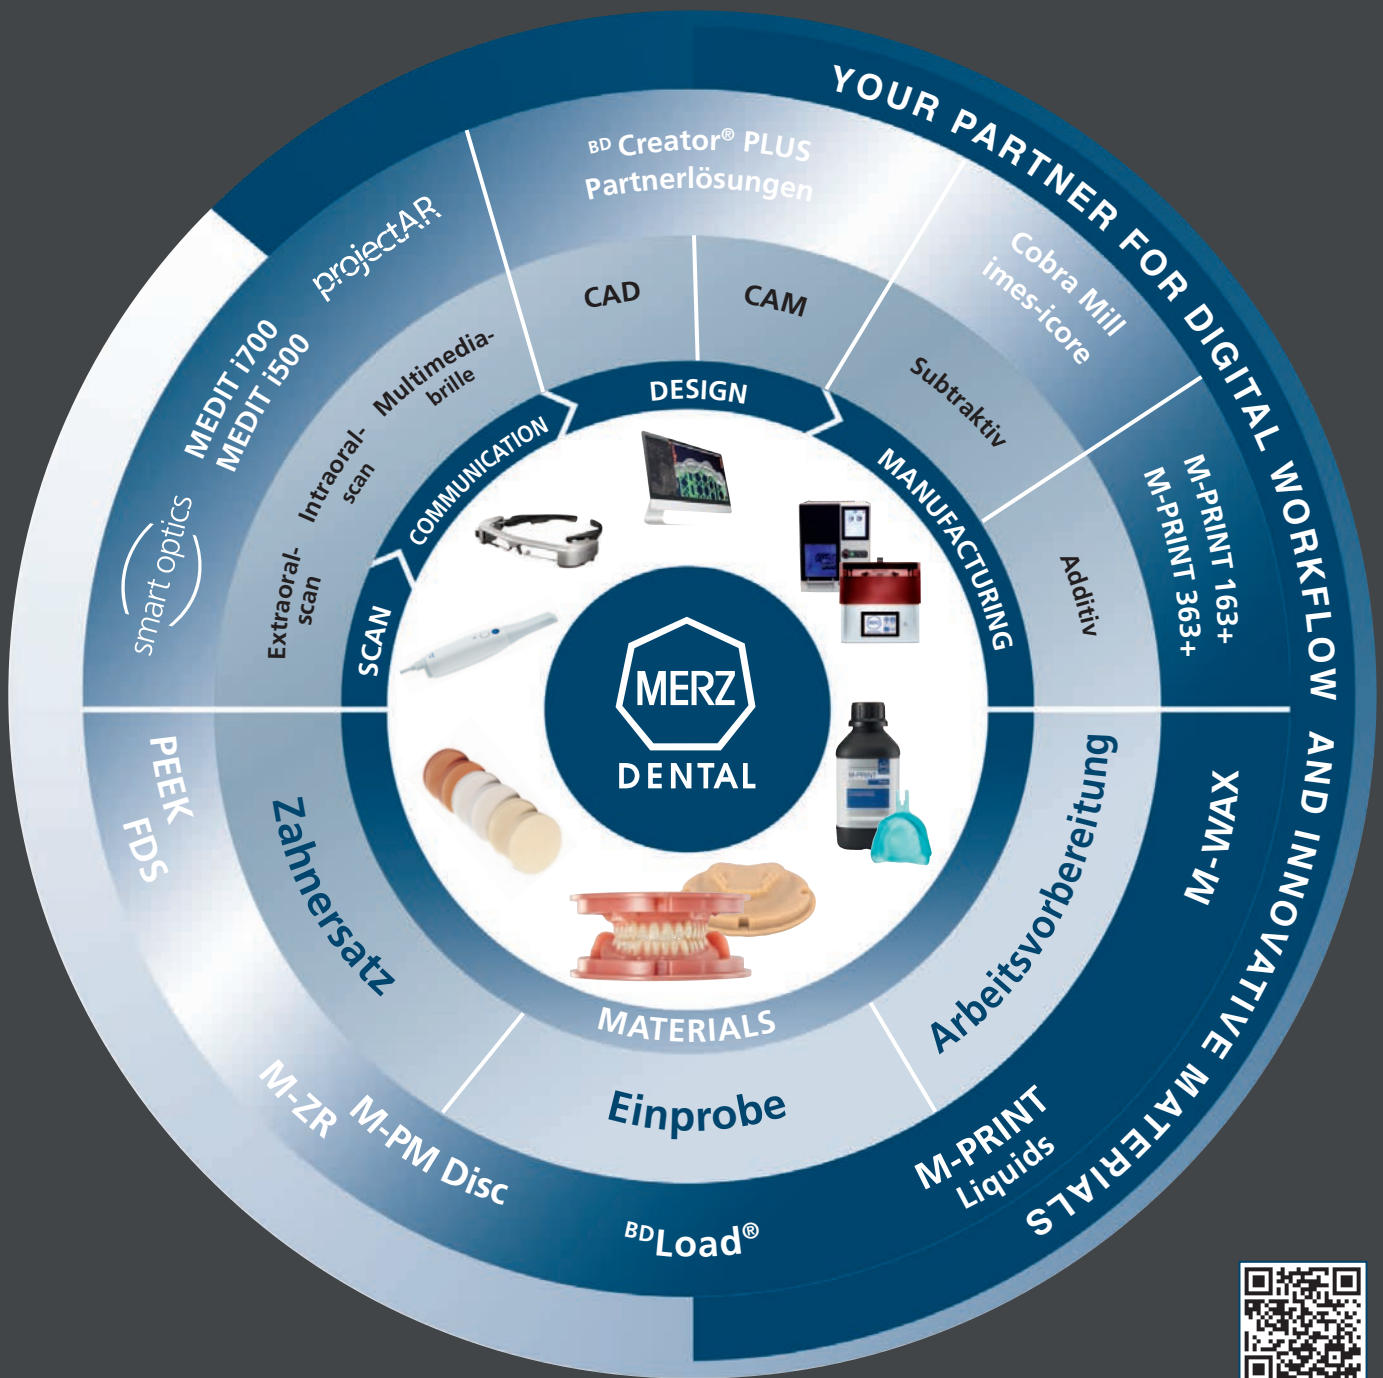 YOUR PARTNER FOR DIGITAL WORKFLOW AND INNOVATIVE MATERIALS
BD Creator® PLUS
Partnerlösungen
Cobra Mill
imes-icore
M-PRINT 163+
M-PRINT 363+
projectAR
MEDIT i700
MEDIT i500
smart optics
CAD
CAM
Subtraktiv
Additiv
Multimedia-
brille
Intraoral-
scan
Extraoral-
scan
SCAN
COMMUNICATION
DESIGN
MANUFACTURING
MERZ
DENTAL
M-PRINT
MATERIALS
Zahnersatz
Einprobe
Arbeitsvorbereitung
PEEK
FDS
M-ZR
M-PM Disc
BDLoad®
M-PRINT
Liquids
M-WAX